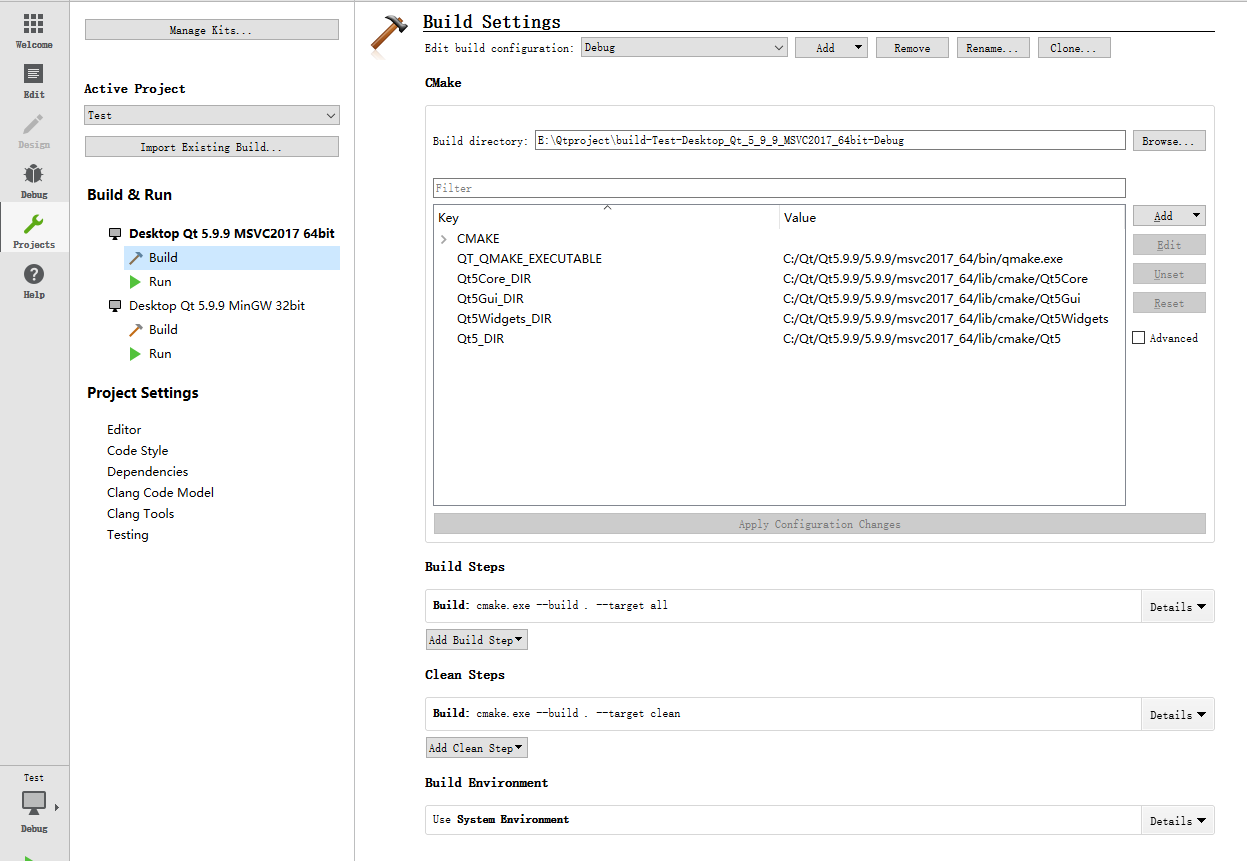 Welcome
Edit
Design
Debug
Projects
Help
Test
Debug
Manage Kits...
Active Project
Test
Import Existing Build...
Build & Run
Desktop Qt 5.9.9 MSVC2017 64bit
Build
Run
Desktop Qt 5.9.9 MinGW 32bit
Build
Run
Project Settings
Editor
Code Style
Dependencies
Clang Code Model
Clang Tools
Testing
Build Settings
Edit build configuration: Debug Add Remove Rename... Clone...
CMake
Build directory: E:\Qtproject\build-Test-Desktop_Qt_5_9_9_MSVC2017_64bit-Debug Browse...
Filter
Key Value Add
CMAKE
QT_QMAKE_EXECUTABLE C:/Qt/Qt5.9.9/5.9.9/msvc2017_64/bin/qmake.exe
Qt5Core_DIR C:/Qt/Qt5.9.9/5.9.9/msvc2017_64/lib/cmake/Qt5Core
Qt5Gui_DIR C:/Qt/Qt5.9.9/5.9.9/msvc2017_64/lib/cmake/Qt5Gui
Qt5Widgets_DIR C:/Qt/Qt5.9.9/5.9.9/msvc2017_64/lib/cmake/Qt5Widgets
Qt5_DIR C:/Qt/Qt5.9.9/5.9.9/msvc2017_64/lib/cmake/Qt5
Edit
Unset
Reset
Advanced
Apply Configuration Changes
Build Steps
Build: cmake.exe --build . --target all Details
Add Build Step
Clean Steps
Build: cmake.exe --build . --target clean Details
Add Clean Step
Build Environment
Use System Environment Details